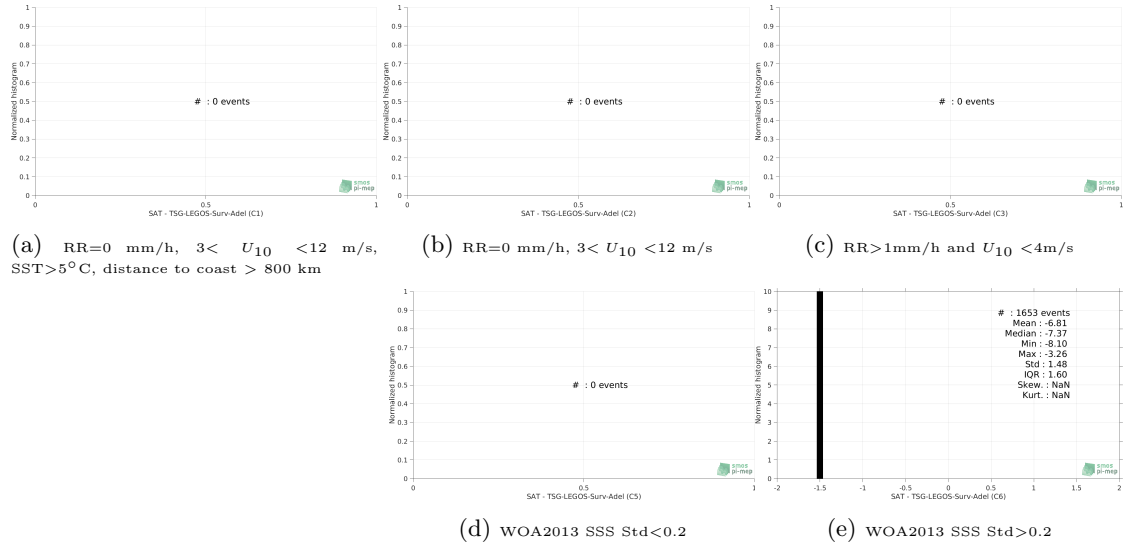 1
0.9
0.8
0.7
0.6
0.5
0.4
0.3
0.2
0.1
0
Normalized histogram
# : 0 events
smos
pi-mep
0 0.5 1
SAT - TSG-LEGOS-Surv-Adel (C1)
1
0.9
0.8
0.7
0.6
0.5
0.4
0.3
0.2
0.1
0
Normalized histogram
# : 0 events
smos
pi-mep
0 0.5 1
SAT - TSG-LEGOS-Surv-Adel (C2)
1
0.9
0.8
0.7
0.6
0.5
0.4
0.3
0.2
0.1
0
Normalized histogram
# : 0 events
smos
pi-mep
0 0.5 1
SAT - TSG-LEGOS-Surv-Adel (C3)
(a) RR=0 mm/h, 3< U10 <12 m/s,
SST>5°C, distance to coast > 800 km
(b) RR=0 mm/h, 3< U10 <12 m/s
(c) RR>1mm/h and U10 <4m/s
1
0.9
0.8
0.7
0.6
0.5
0.4
0.3
0.2
0.1
0
Normalized histogram
# : 0 events
smos
pi-mep
0 0.5 1
SAT - TSG-LEGOS-Surv-Adel (C5)
10
9
8
7
6
5
4
3
2
1
0
Normalized histogram
# : 1653 events
Mean : -6.81
Median : -7.37
Min : -8.10
Max : -3.26
Std : 1.48
IQR : 1.60
Skew. : NaN
Kurt. : NaN
smos
pi-mep
-2 -1.5 -1 -0.5 0 0.5 1 1.5 2
SAT - TSG-LEGOS-Surv-Adel (C6)
(d) WOA2013 SSS Std<0.2
(e) WOA2013 SSS Std>0.2